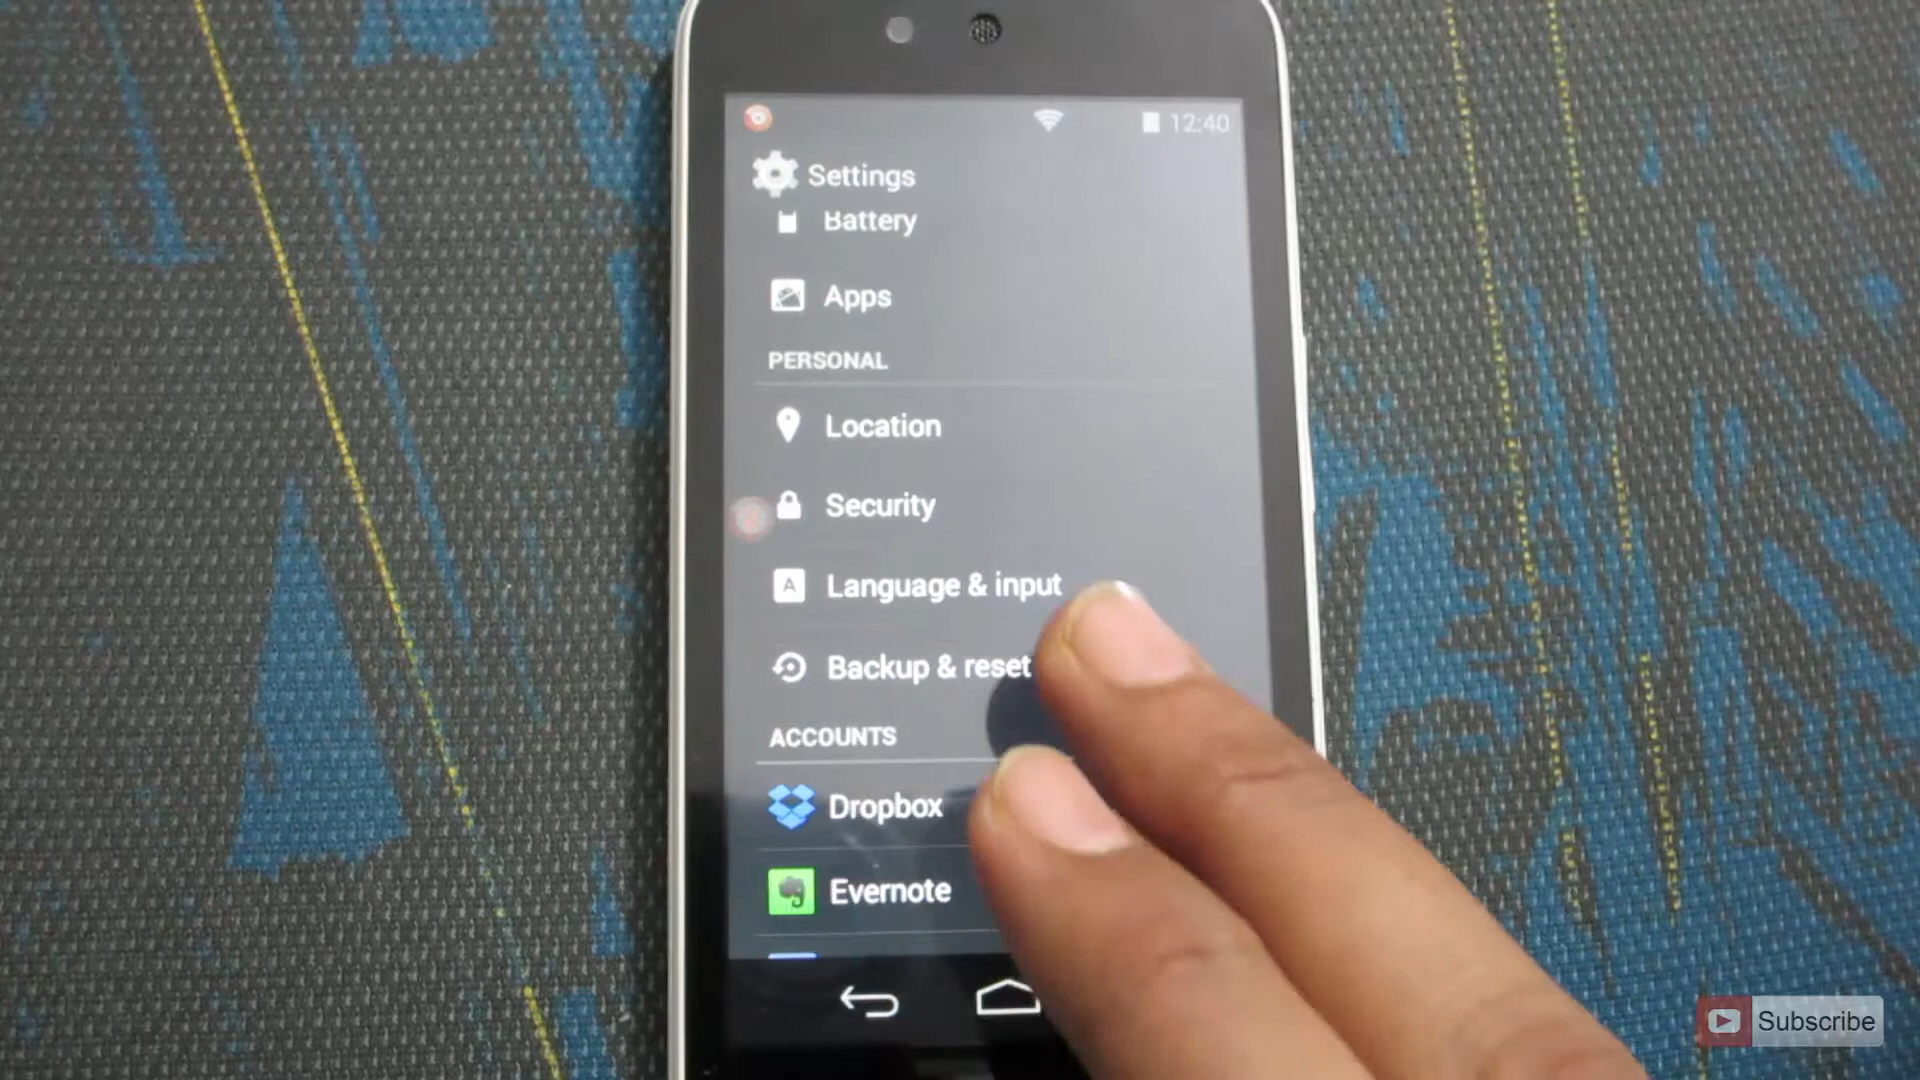 12:40
Settings
Battery
Apps
PERSONAL
Location
Security
A Language & input
Backup & reset
ACCOUNTS
Dropbox
Evernote
Subscribe